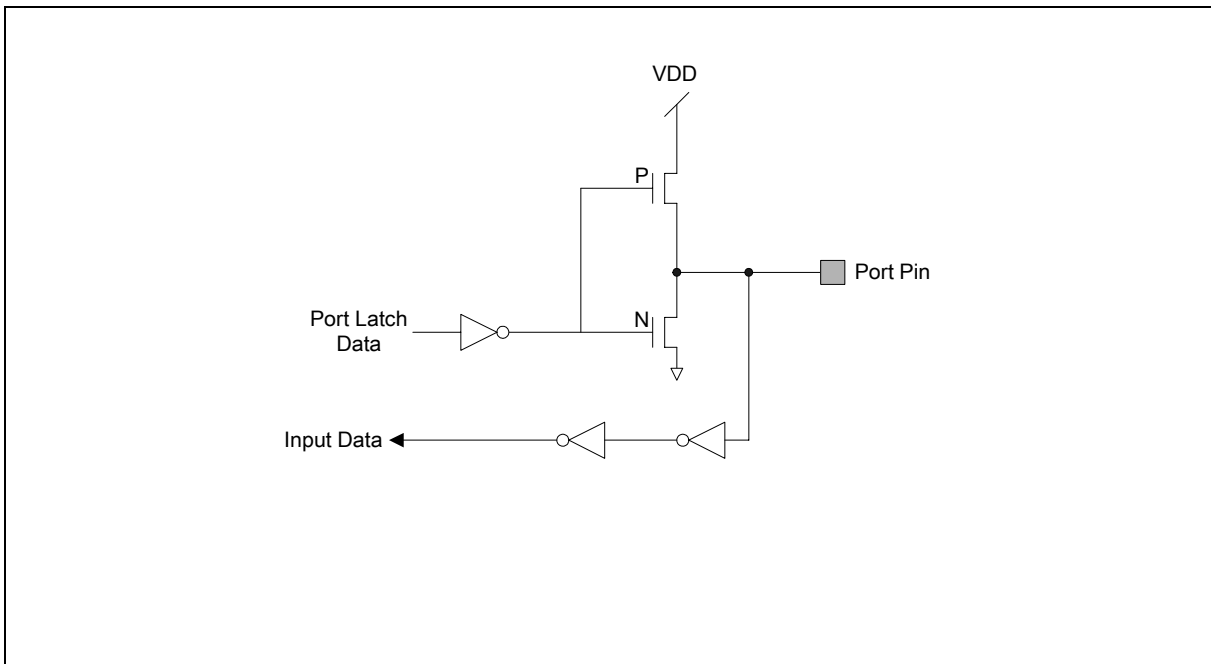 VDD
P
Port Pin
N
Port Latch
Data
Input Data